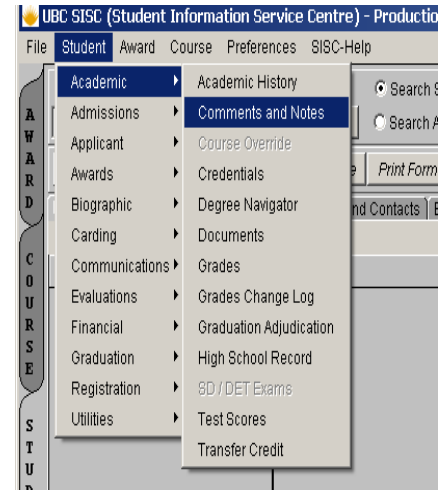 UBC SISC (Student Information Service Centre) - Productio
File Student Award Course Preferences SISC-Help
Academic
Admissions
Applicant
Awards
Biographic
Carding
Communications
Evaluations
Financial
Graduation
Registration
Utilities
Academic History
Comments and Notes
Course Override
Credentials
Degree Navigator
Documents
Grades
Grades Change Log
Graduation Adjudication
High School Record
SD / DET Exams
Test Scores
Transfer Credit
Search S
Search A
Print Form
nd Contacts
AWARD
COURSE
STUD